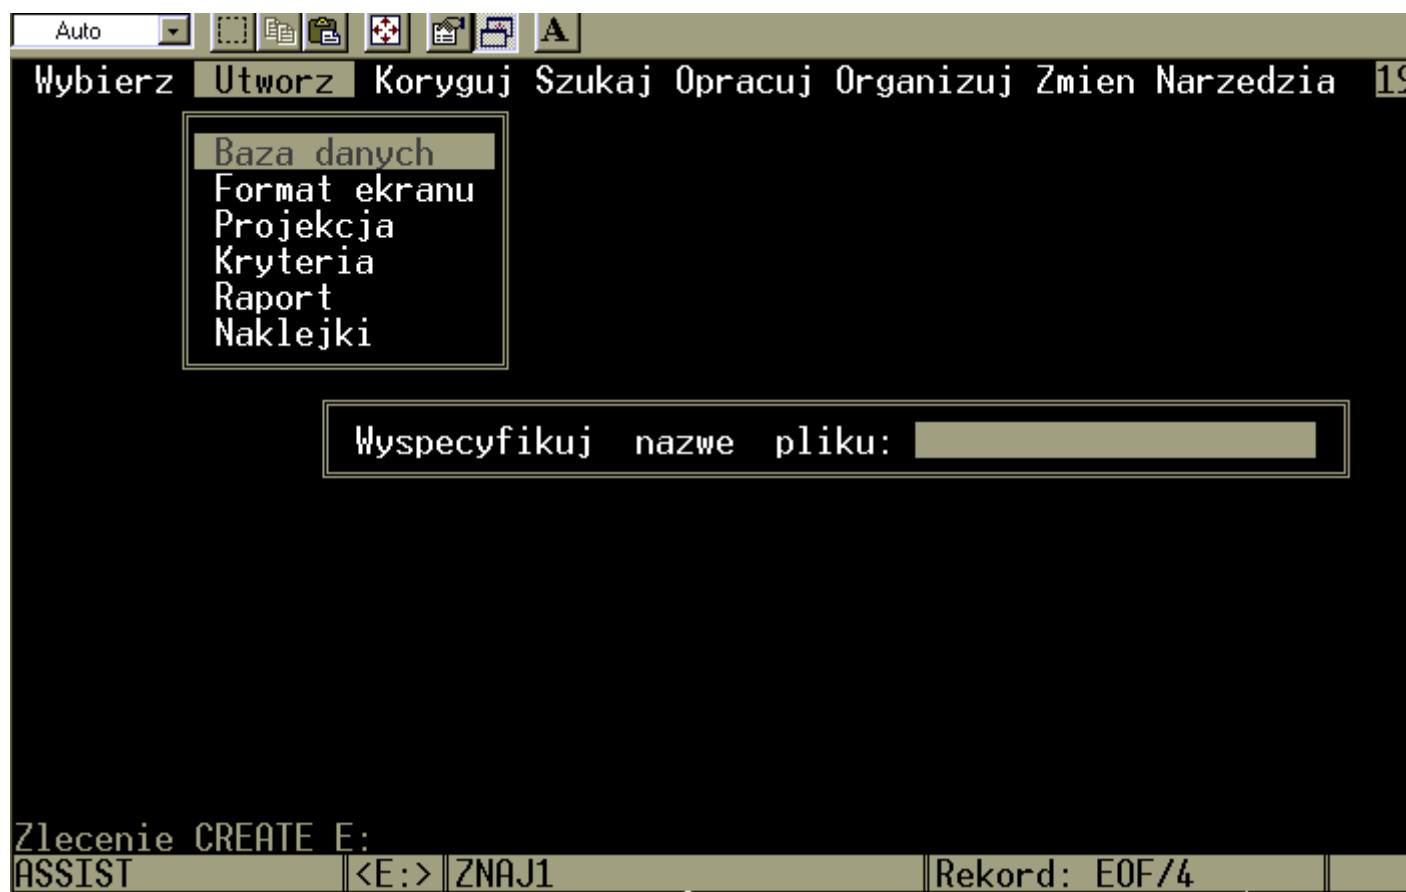 Auto
A
Wybierz Utworz Koryguj Szukaj Opracuj Organizuj Zmien Narzedzia 19
Baza danych
Format ekranu
Projekcja
Kryteria
Raport
Naklejki
Wyspecyfikuj nazwe pliku:
Zlecenie CREATE E:
ASSIST <E:> ZNAJ1 Rekord: EOF/4